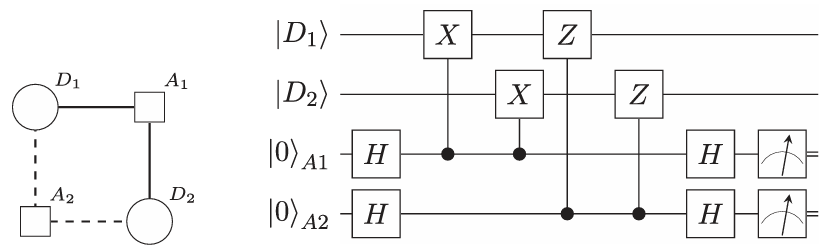 D₁ A₁
A₂ D₂
|D₁⟩ X Z
|D₂⟩ X Z
|0⟩A1 H H
|0⟩A2 H H